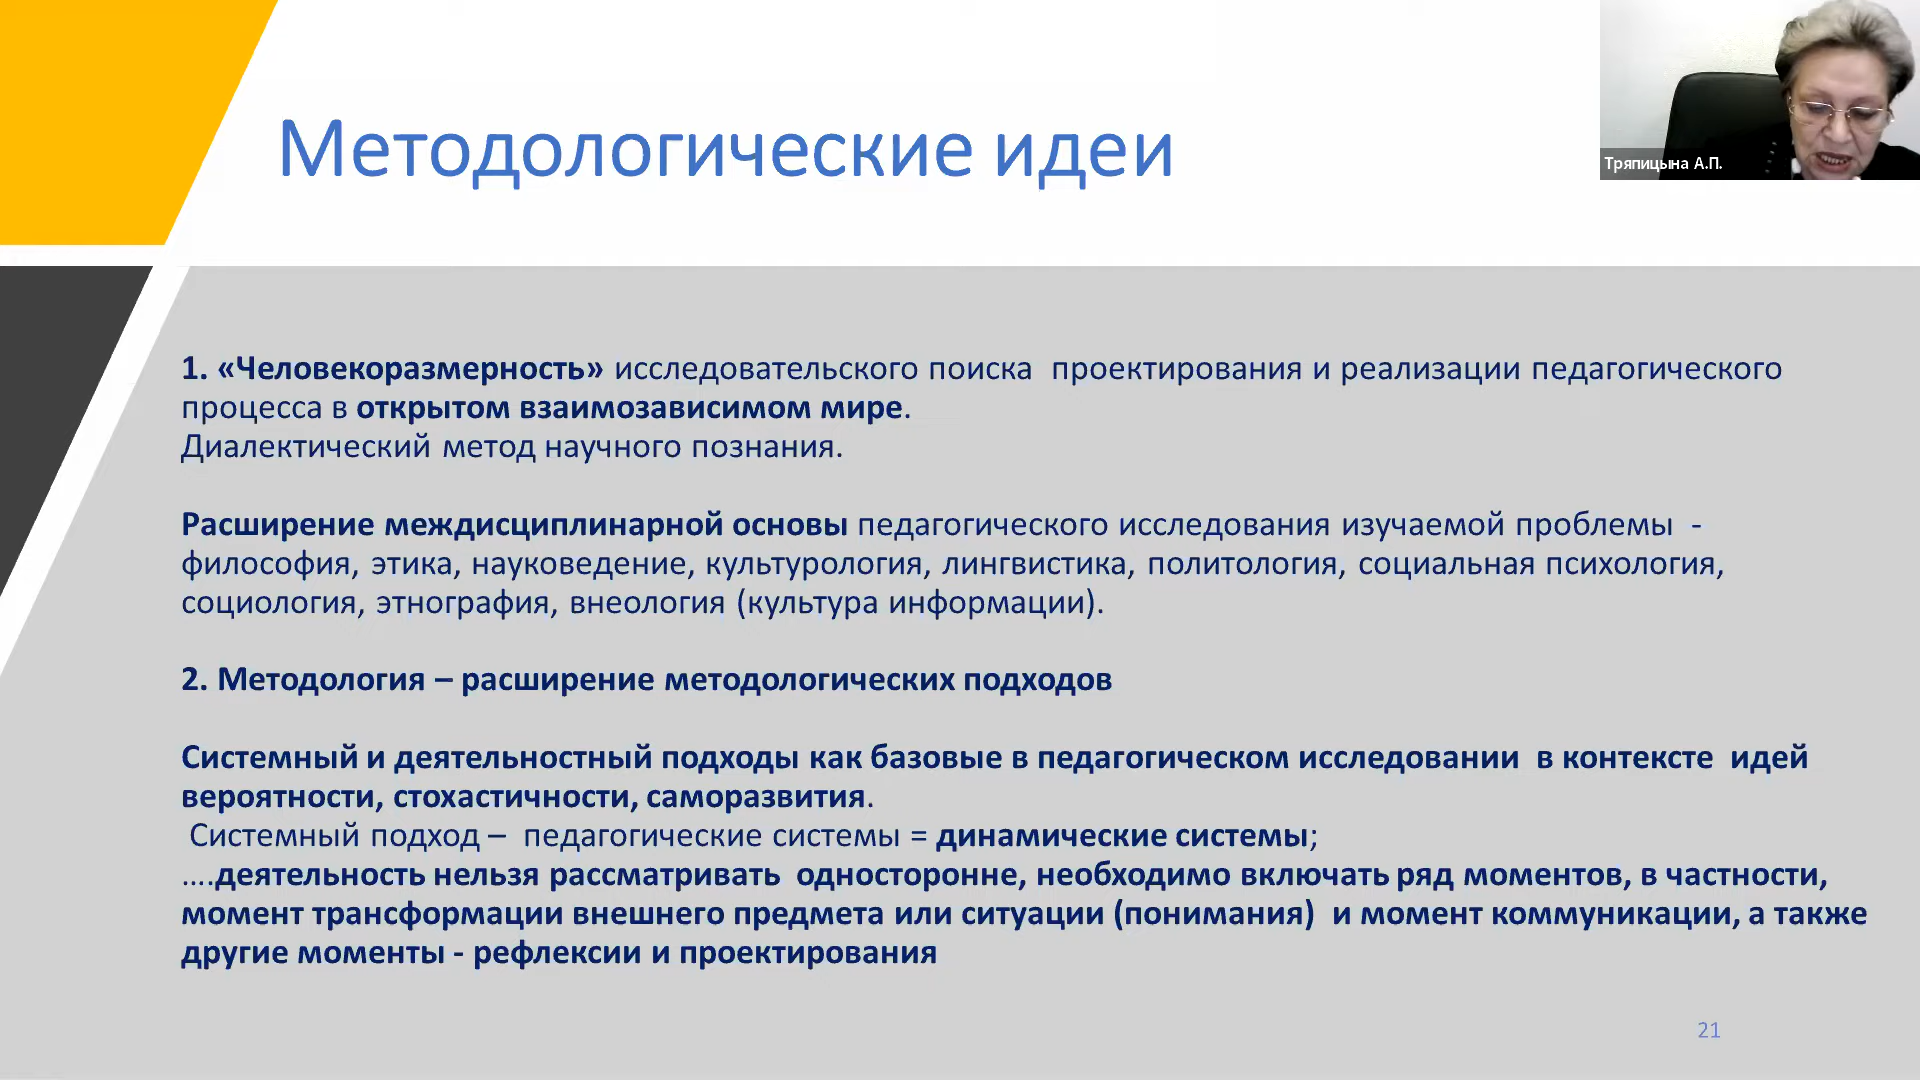 Методологические идеи
Тряпицына А.П.
1. «Человекоразмерность» исследовательского поиска проектирования и реализации педагогического
процесса в открытом взаимозависимом мире.
Диалектический метод научного познания.
Расширение междисциплинарной основы педагогического исследования изучаемой проблемы -
философия, этика, науковедение, культурология, лингвистика, политология, социальная психология,
социология, этнография, внеология (культура информации).
2. Методология – расширение методологических подходов
Системный и деятельностный подходы как базовые в педагогическом исследовании в контексте идей
вероятности, стохастичности, саморазвития.
Системный подход – педагогические системы = динамические системы;
....деятельность нельзя рассматривать односторонне, необходимо включать ряд моментов, в частности,
момент трансформации внешнего предмета или ситуации (понимания) и момент коммуникации, а также
другие моменты - рефлексии и проектирования
21